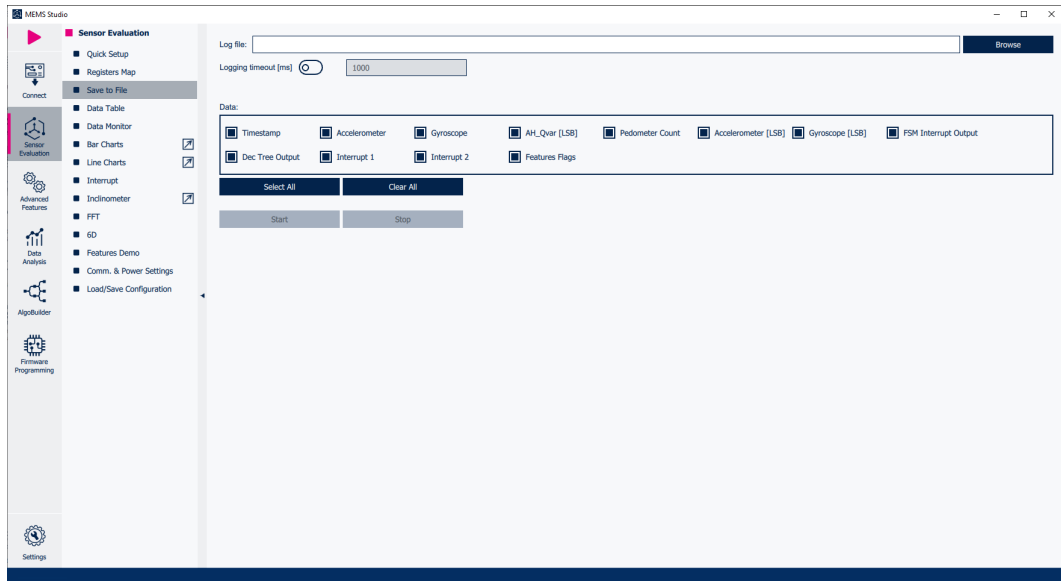 MEMS Studio
Connect
Sensor
Evaluation
Advanced
Features
Data
Analysis
AlgoBuilder
Firmware
Programming
Settings
Sensor Evaluation
Quick Setup
Registers Map
Save to File
Data Table
Data Monitor
Bar Charts
Line Charts
Interrupt
Inclinometer
FFT
6D
Features Demo
Comm. & Power Settings
Load/Save Configuration
Log file: Browse
Logging timeout [ms] 1000
Data:
Timestamp Accelerometer Gyroscope AH_Qvar [LSB] Pedometer Count Accelerometer [LSB] Gyroscope [LSB] FSM Interrupt Output
Dec Tree Output Interrupt 1 Interrupt 2 Features Flags
Select All Clear All
Start Stop